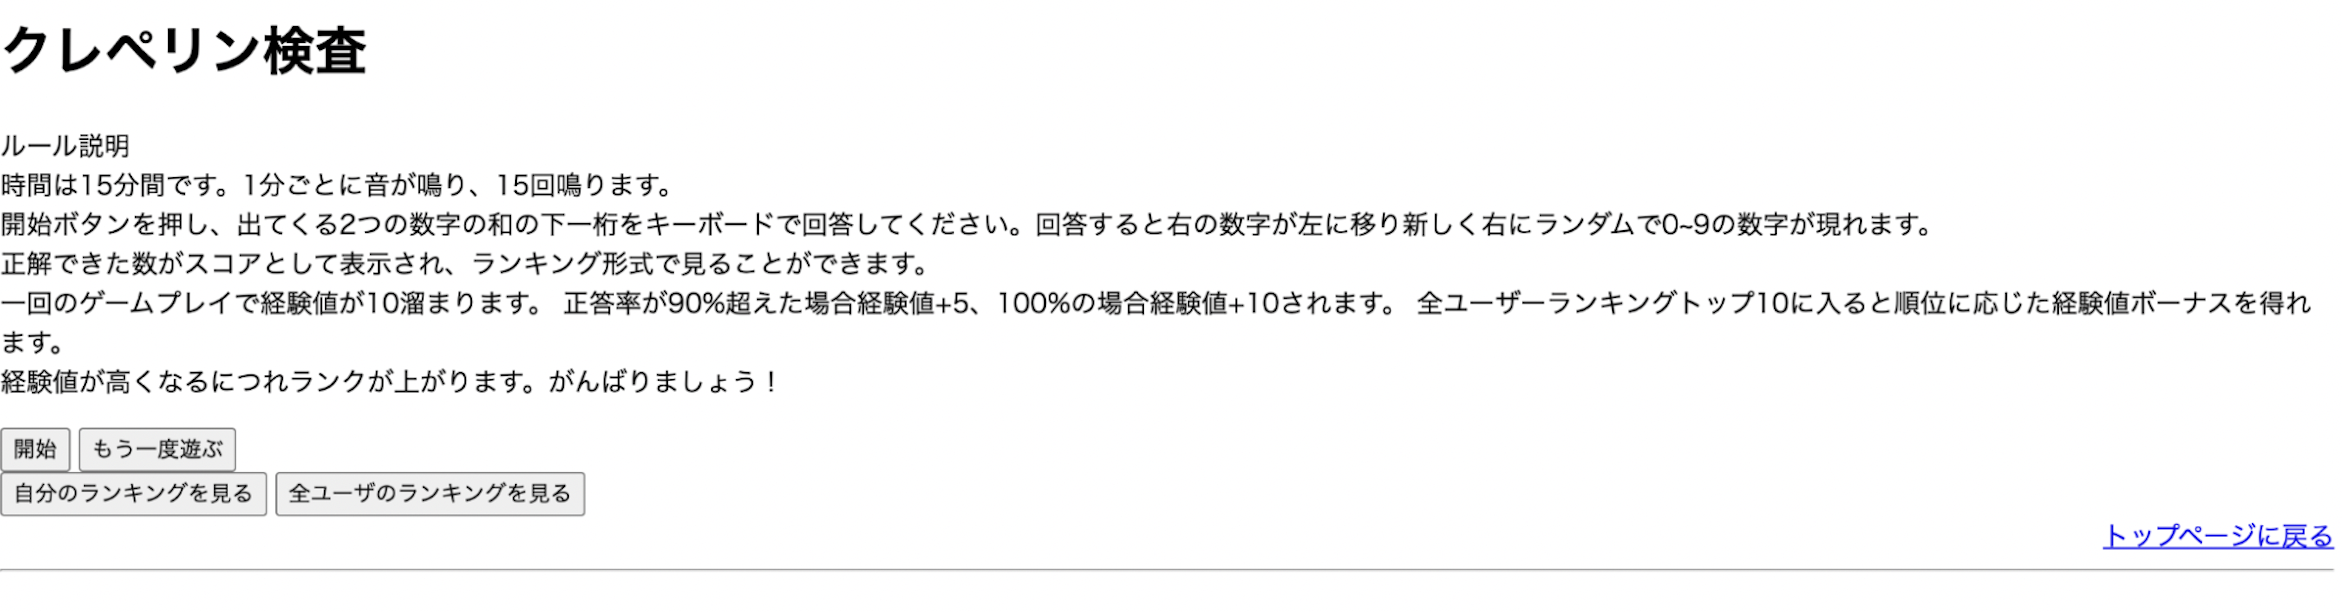 クレペリン検査
ルール説明
時間は15分間です。1分ごとに音が鳴り、15回鳴ります。
開始ボタンを押し、出てくる2つの数字の和の下一桁をキーボードで回答してください。回答すると右の数字が左に移り新しく右にランダムで0~9の数字が現れます。
正解できた数がスコアとして表示され、ランキング形式で見ることができます。
一回のゲームプレイで経験値が10溜まります。 正答率が90%超えた場合経験値+5、100%の場合経験値+10されます。 全ユーザーランキングトップ10に入ると順位に応じた経験値ボーナスを得れ
ます。
経験値が高くなるにつれランクが上がります。がんばりましょう！
開始 もう一度遊ぶ
自分のランキングを見る 全ユーザのランキングを見る
トップページに戻る